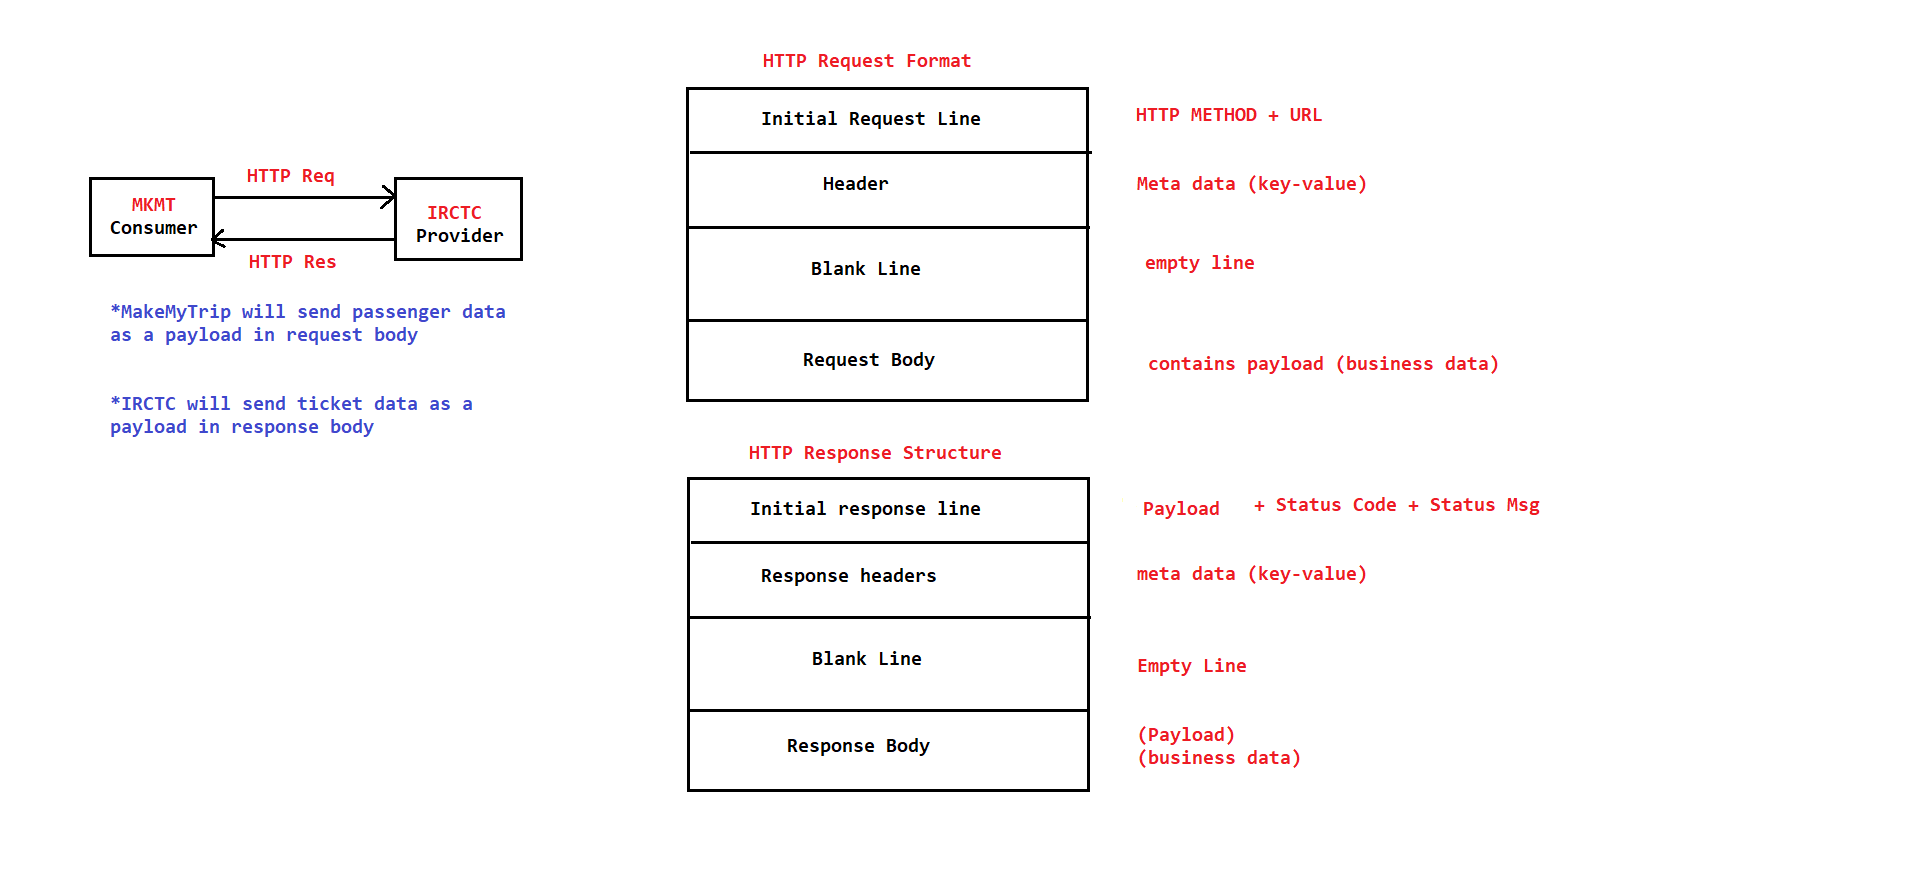 HTTP Req
MKMT
Consumer
IRCTC
Provider
HTTP Res
*MakeMyTrip will send passenger data
as a payload in request body
*IRCTC will send ticket data as a
payload in response body
HTTP Request Format
Initial Request Line
HTTP METHOD + URL
Header
Meta data (key-value)
Blank Line
empty line
Request Body
contains payload (business data)
HTTP Response Structure
Initial response line
Payload + Status Code + Status Msg
Response headers
meta data (key-value)
Blank Line
Empty Line
Response Body
(Payload)
(business data)